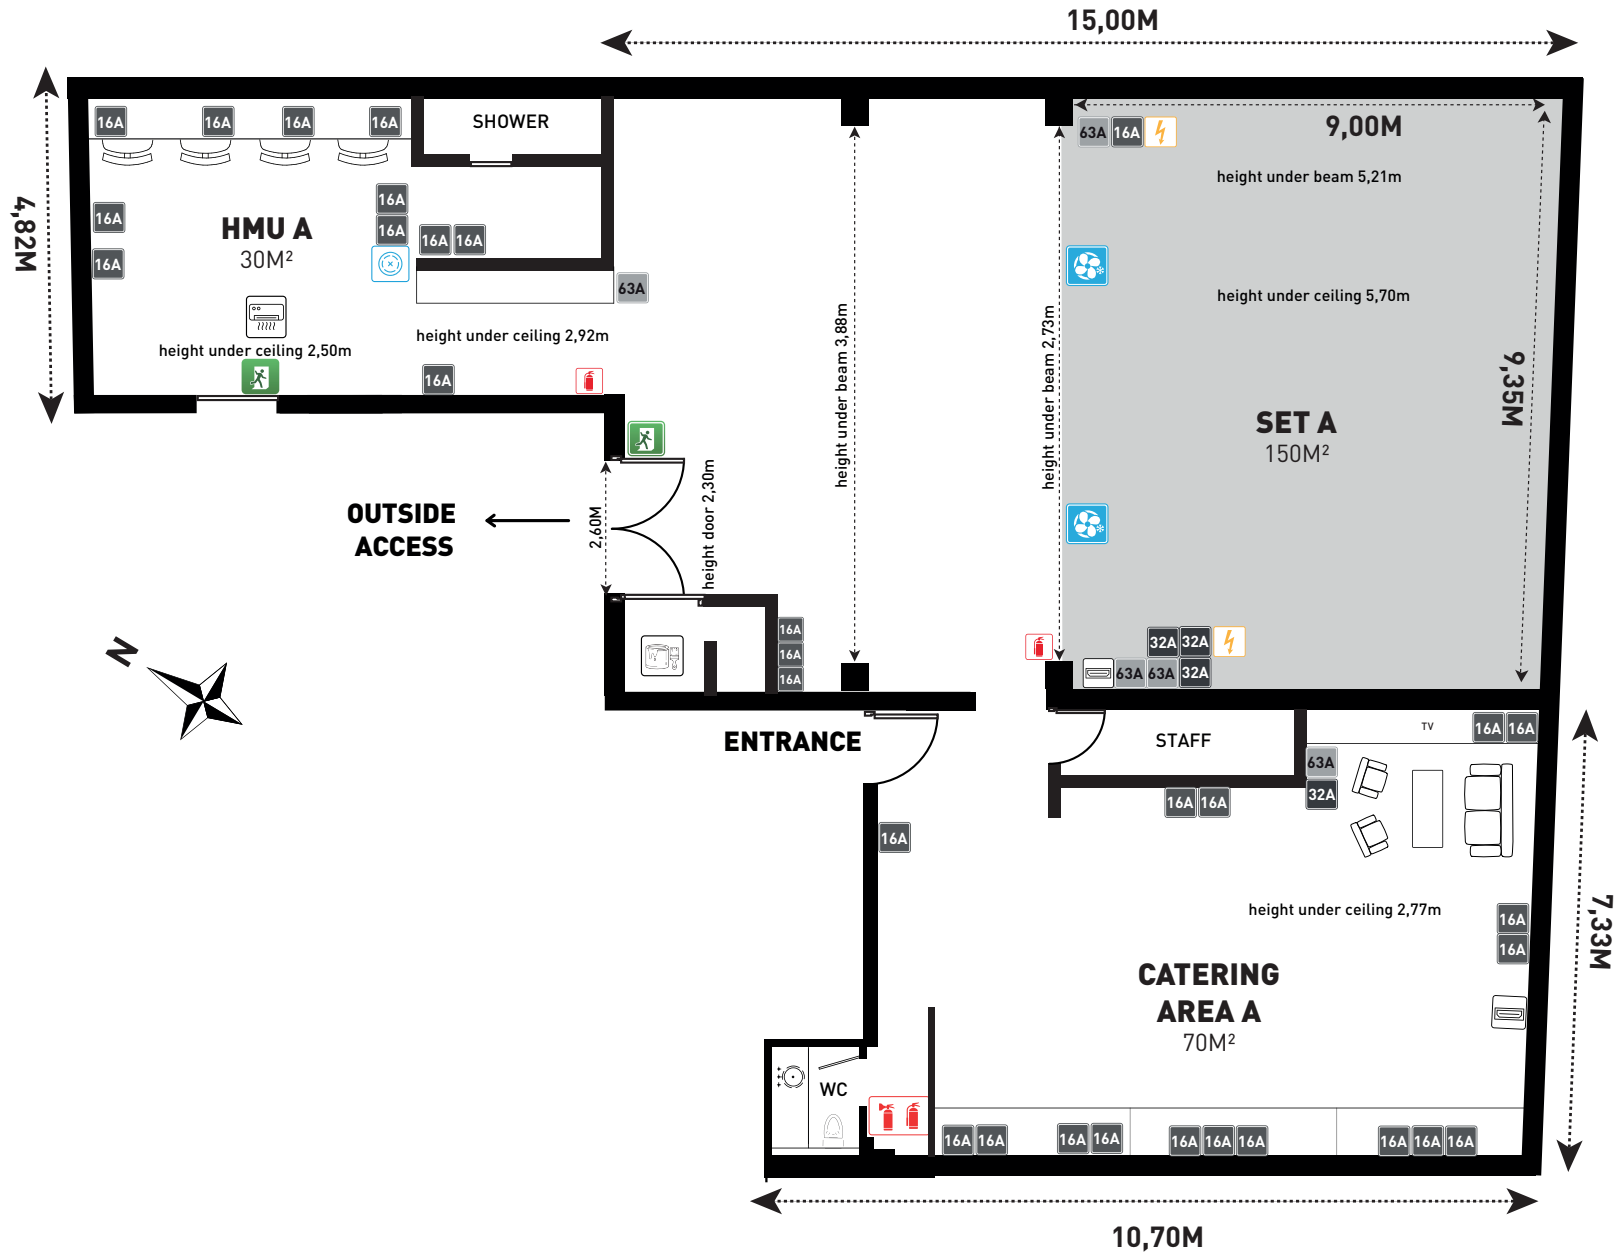 15,00M
16A
16A
16A
16A
SHOWER
63A
16A
9,00M
height under beam 5,21m
4,82M
16A
16A
HMU A
30M²
16A
16A
16A
16A
63A
height under ceiling 5,70m
height under ceiling 2,92m
height under ceiling 2,50m
16A
height under beam 3,88m
height under beam 2,73m
9,35M
SET A
150M²
OUTSIDE
ACCESS
2,60M
height door 2,30m
N
16A
16A
16A
32A
32A
63A
63A
32A
ENTRANCE
STAFF
TV
16A
16A
63A
32A
16A
16A
16A
height under ceiling 2,77m
16A
16A
7,33M
CATERING
AREA A
70M²
WC
16A
16A
16A
16A
16A
16A
16A
16A
16A
16A
10,70M